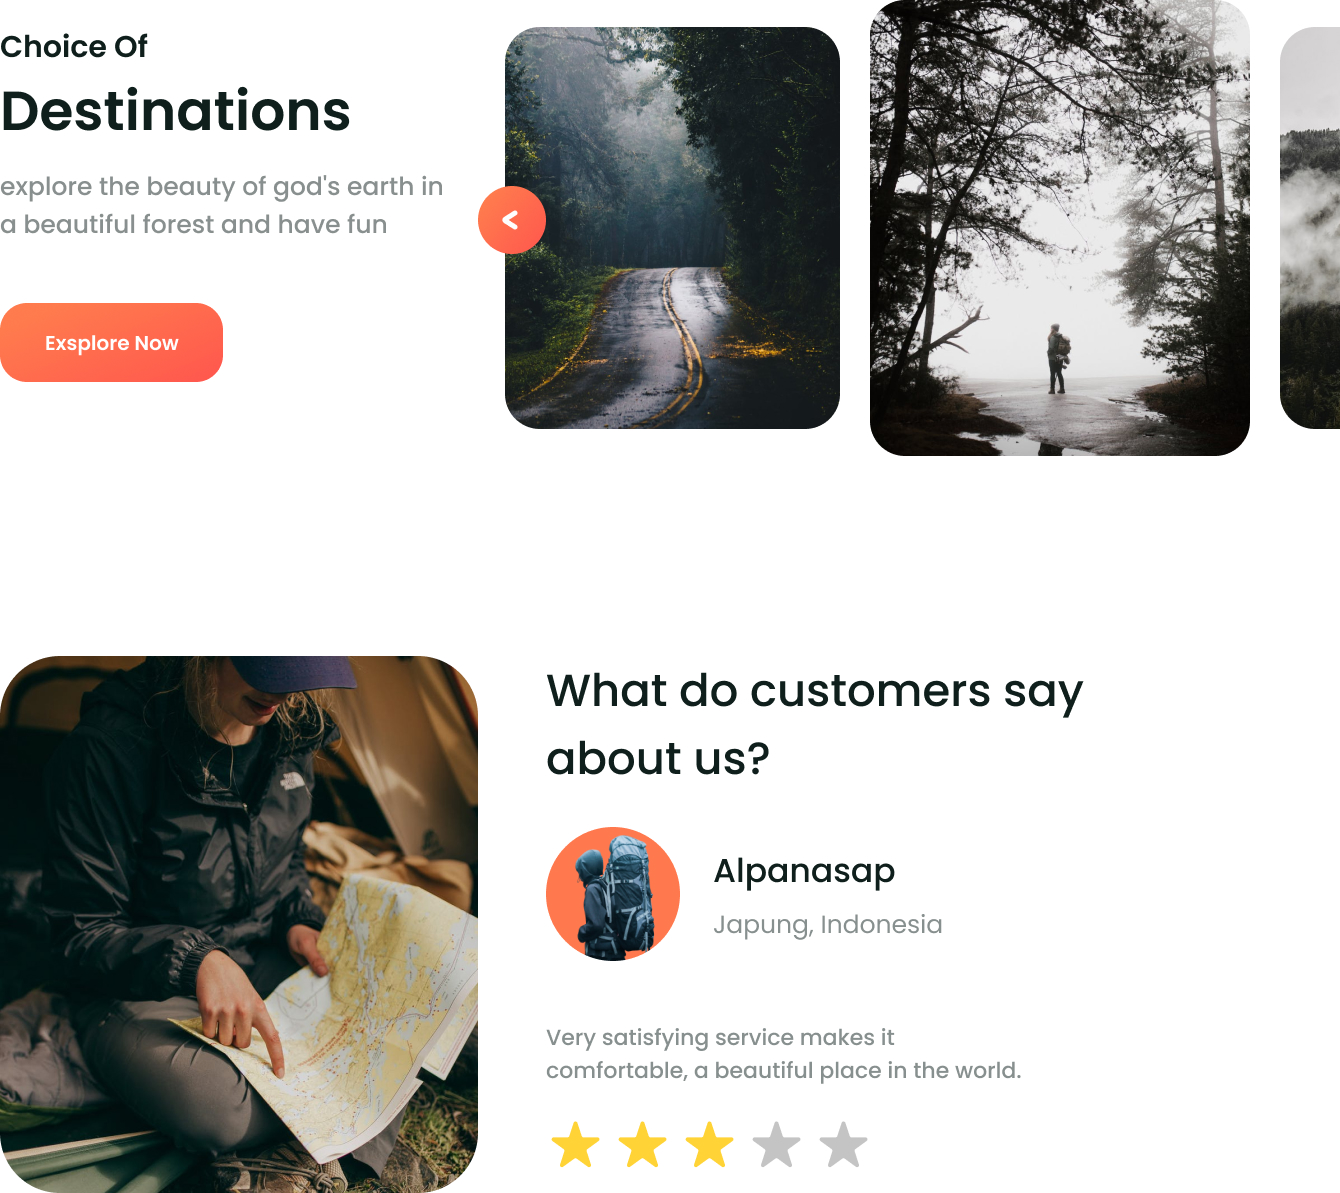 Choice Of
Destinations
explore the beauty of god's earth in
a beautiful forest and have fun
Exsplore Now
What do customers say
about us?
Alpanasap
Japung, Indonesia
Very satisfying service makes it
comfortable, a beautiful place in the world.